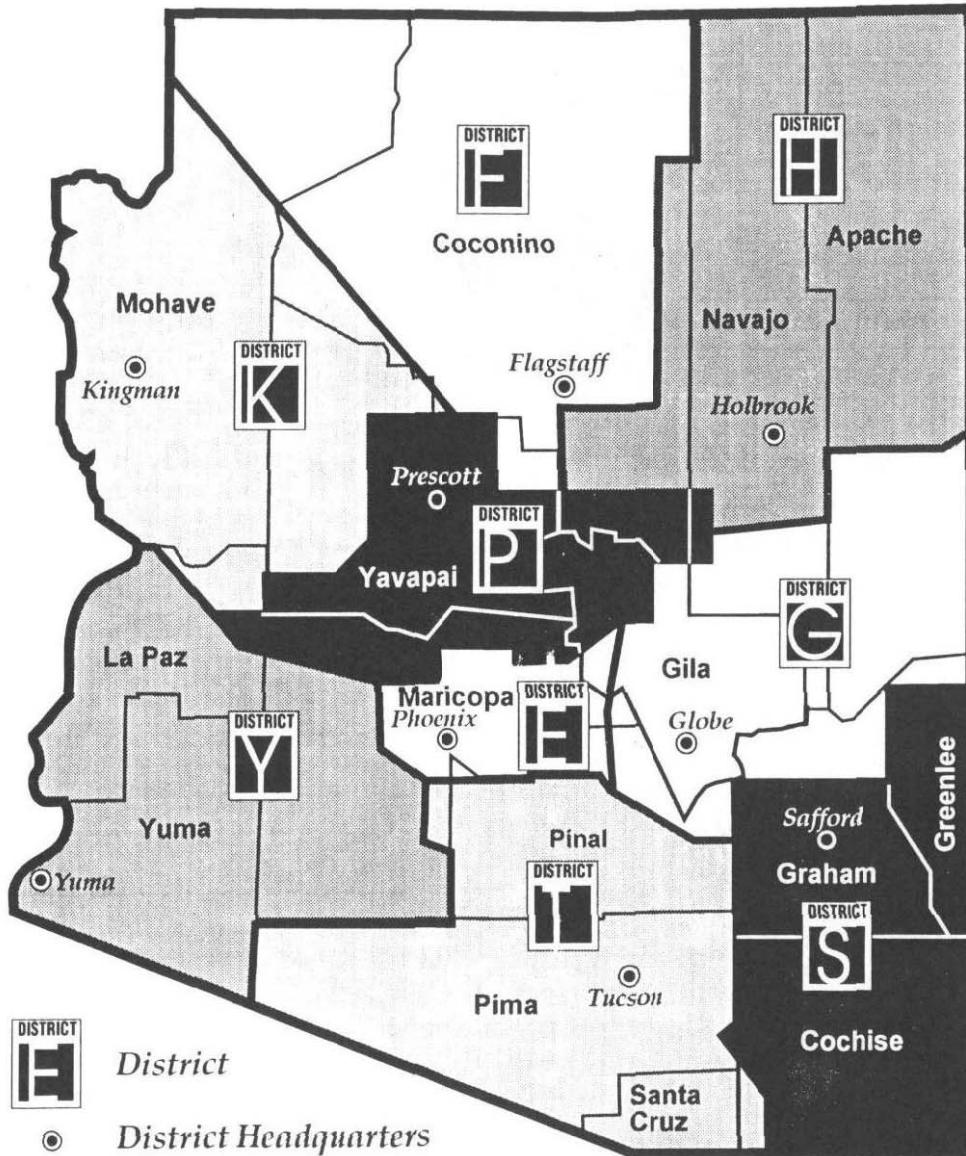 DISTRICT
F
DISTRICT
H
Coconino
Apache
Mohave
Navajo
Kingman
DISTRICT
K
Flagstaff
Holbrook
Prescott
DISTRICT
P
Yavapai
La Paz
DISTRICT
G
Gila
Maricopa
Phoenix
DISTRICT
E
Globe
DISTRICT
Y
Yuma
Yuma
Pinal
DISTRICT
T
Safford
Graham
Greenlee
DISTRICT
S
Pima
Tucson
Cochise
Santa
Cruz
DISTRICT
E
District
District Headquarters